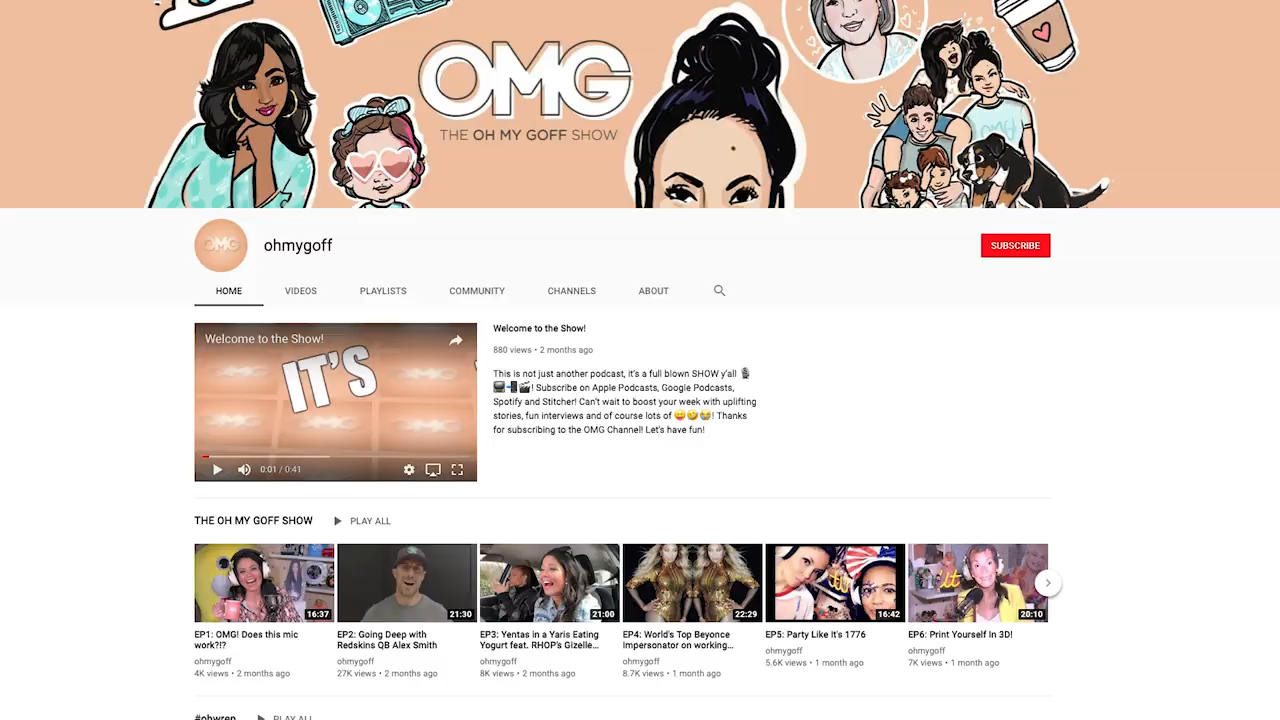 OMG
THE OH MY GOFF SHOW
OMG
ohmygoff
SUBSCRIBE
HOME
VIDEOS
PLAYLISTS
COMMUNITY
CHANNELS
ABOUT
Welcome to the Show!
IT'S
0:01 / 0:41
Welcome to the Show!
880 views • 2 months ago
This is not just another podcast, it's a full blown SHOW y'all 🎙
📺📲🎬! Subscribe on Apple Podcasts, Google Podcasts,
Spotify and Stitcher! Can't wait to boost your week with uplifting
stories, fun interviews and of course lots of 😜🤣😭! Thanks
for subscribing to the OMG Channel! Let's have fun!
THE OH MY GOFF SHOW
PLAY ALL
16:37
21:30
21:00
22:29
16:42
20:10
EP1: OMG! Does this mic
work?!?
ohmygoff
4K views • 2 months ago
EP2: Going Deep with
Redskins QB Alex Smith
ohmygoff
27K views • 2 months ago
EP3: Yentas in a Yaris Eating
Yogurt feat. RHOP's Gizelle...
ohmygoff
8K views • 2 months ago
EP4: World's Top Beyonce
Impersonator on working...
ohmygoff
8.7K views • 1 month ago
EP5: Party Like It's 1776
ohmygoff
5.6K views • 1 month ago
EP6: Print Yourself In 3D!
ohmygoff
7K views • 1 month ago
#ohwrep
PLAY ALL